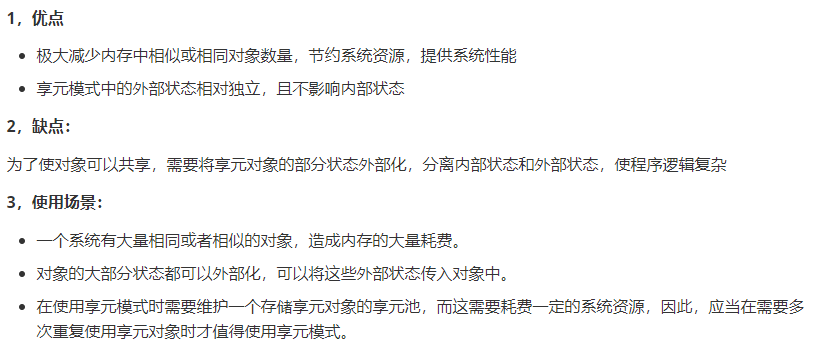 1，优点
极大减少内存中相似或相同对象数量，节约系统资源，提供系统性能
享元模式中的外部状态相对独立，且不影响内部状态
2，缺点：
为了使对象可以共享，需要将享元对象的部分状态外部化，分离内部状态和外部状态，使程序逻辑复杂
3，使用场景：
一个系统有大量相同或者相似的对象，造成内存的大量耗费。
对象的大部分状态都可以外部化，可以将这些外部状态传入对象中。
在使用享元模式时需要维护一个存储享元对象的享元池，而这需要耗费一定的系统资源，因此，应当在需要多
次重复使用享元对象时才值得使用享元模式。